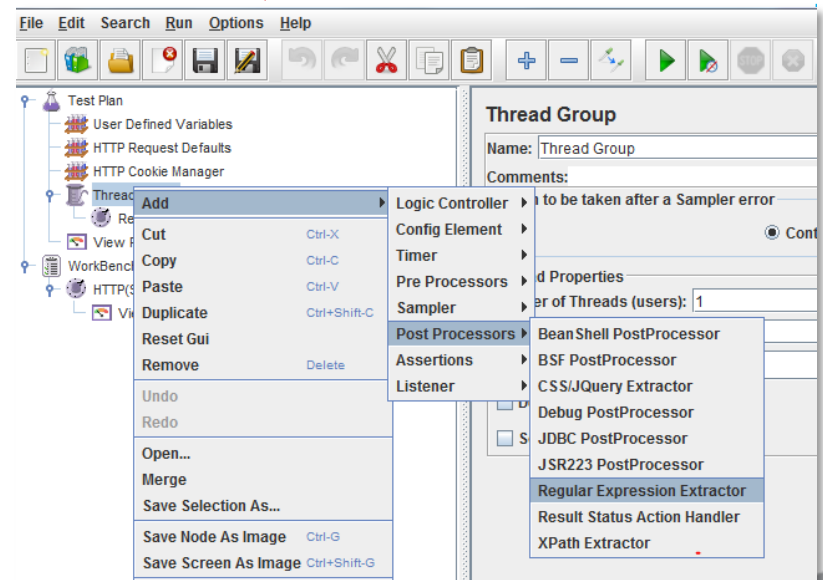 File Edit Search Run Options Help
STOP
Test Plan
User Defined Variables
HTTP Request Defaults
HTTP Cookie Manager
Thread
Re
View R
WorkBench
HTTP(S
Vie
Add
Cut Ctrl-X
Copy Ctrl-C
Paste Ctrl-V
Duplicate Ctrl+Shift-C
Reset Gui
Remove Delete
Undo
Redo
Open...
Merge
Save Selection As...
Save Node As Image Ctrl-G
Save Screen As Image Ctrl+Shift-G
Logic Controller
Config Element
Timer
Pre Processors
Sampler
Post Processors
Assertions
Listener
BeanShell PostProcessor
BSF PostProcessor
CSS/JQuery Extractor
Debug PostProcessor
JDBC PostProcessor
JSR223 PostProcessor
Regular Expression Extractor
Result Status Action Handler
XPath Extractor
Thread Group
Name: Thread Group
Comments:
n to be taken after a Sampler error
Cont
d Properties
er of Threads (users): 1
D
S